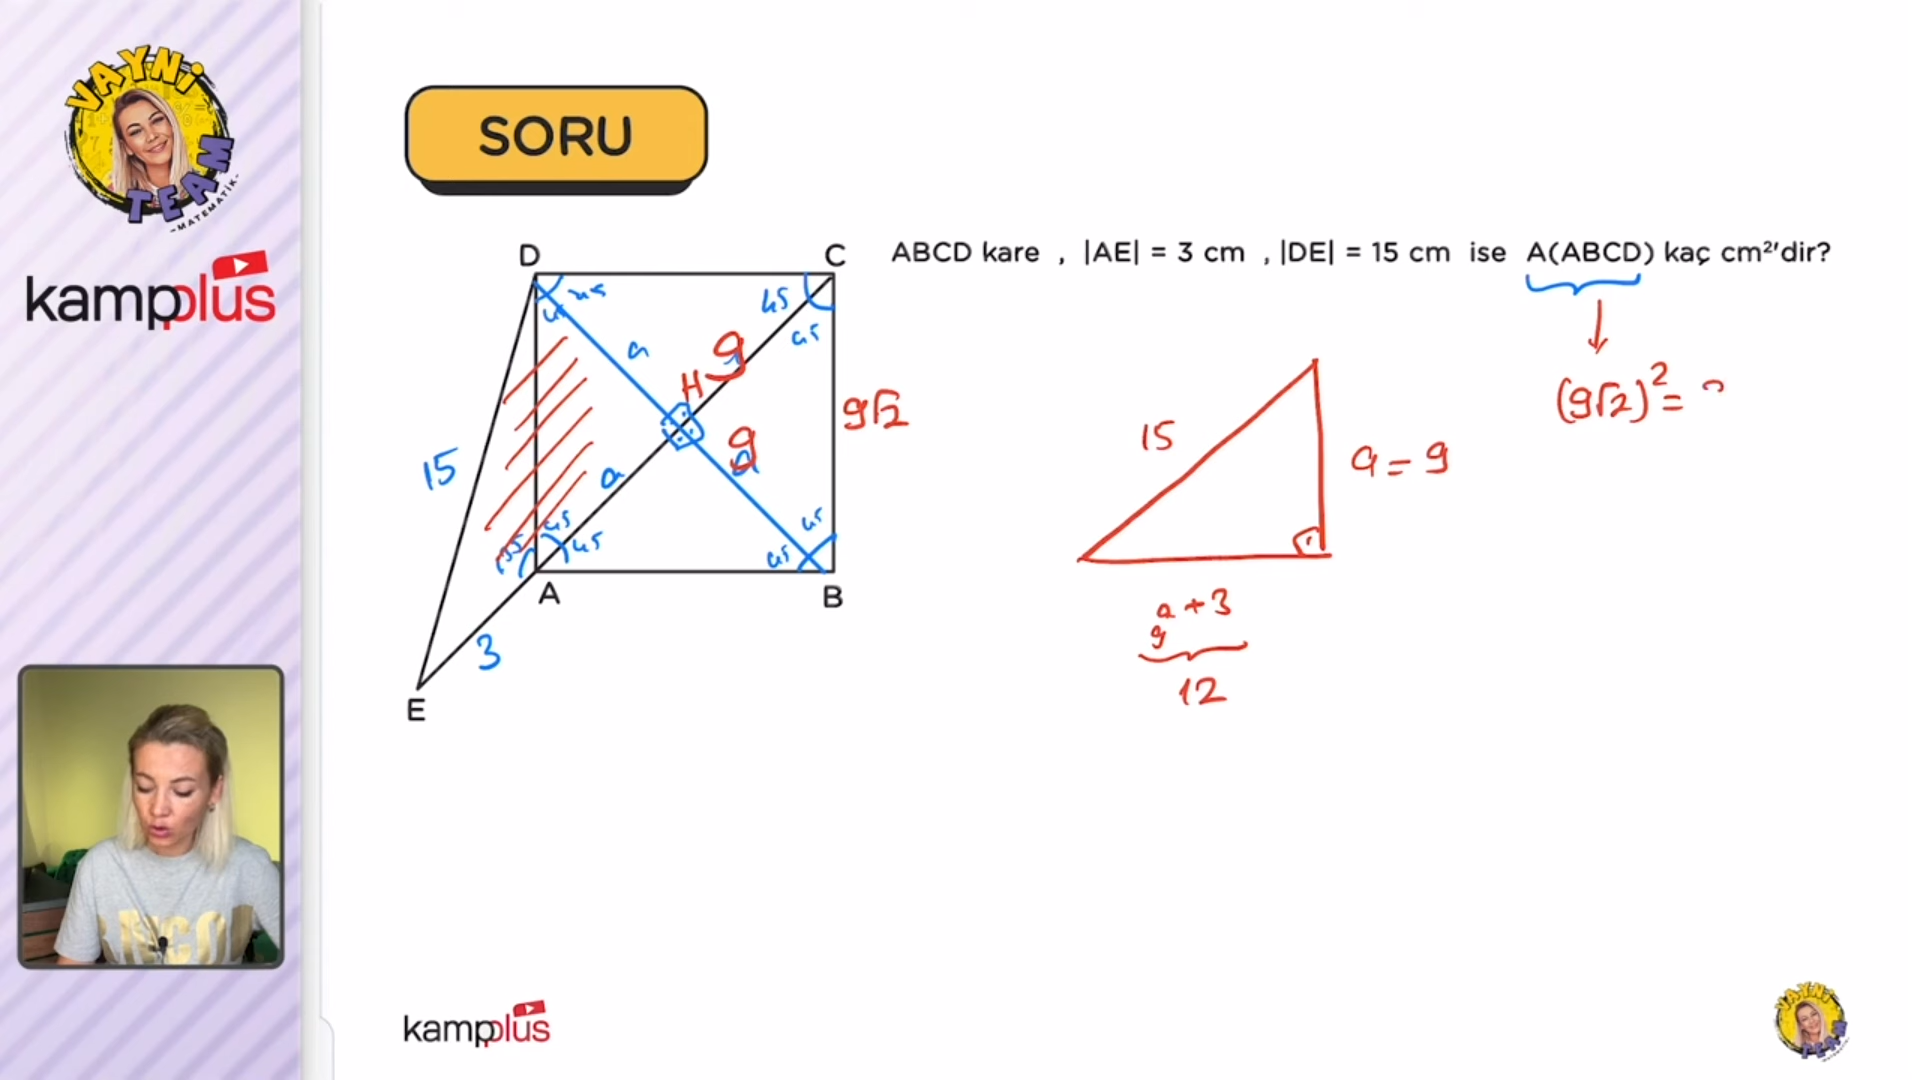 VAYNİ
TEAM
-MATEMATİK-
kampplus
SORU
ABCD kare , |AE| = 3 cm , |DE| = 15 cm ise A(ABCD) kaç cm²'dir?
D
C
45
45
45
a
9
H
(9√2)² = ?
9√2
15
a = 9
15
9
a
a
45
45
45
45
45
A
B
3
E
a + 3
9
12
kampplus
VAYNİ
TEAM